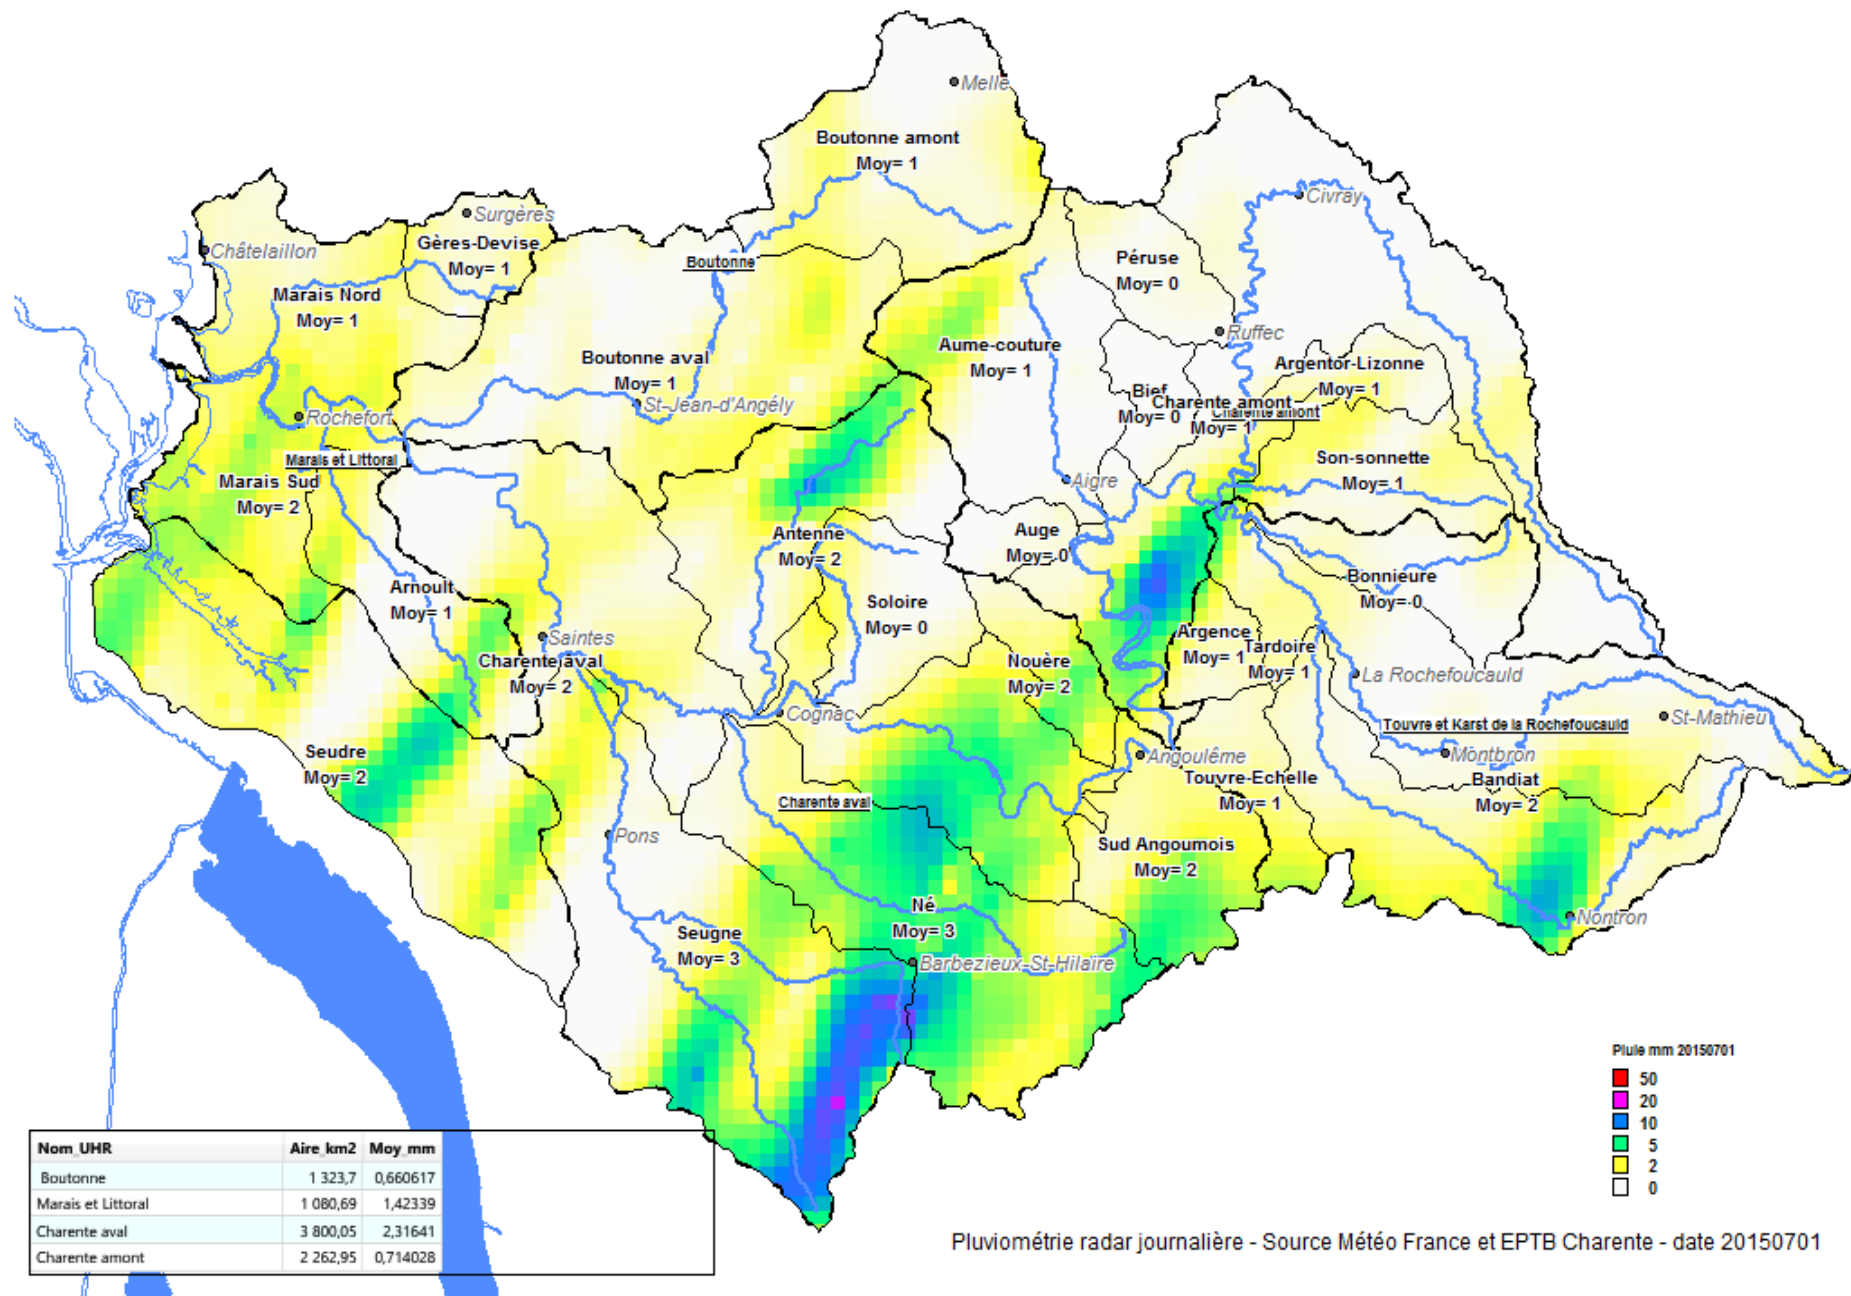 Melle
Boutonne amont
Moy= 1
Civray
Surgères
Châtelaillon
Gères-Devise
Moy= 1
Boutonne
Péruse
Moy= 0
Marais Nord
Moy= 1
Ruffec
Boutonne aval
Moy= 1
Aume-couture
Moy= 1
Argentor-Lizonne
Moy= 1
Bief
Moy= 0
Charente amont
Moy= 1
Charente amont
St-Jean-d'Angély
Rochefort
Marais et Littoral
Marais Sud
Moy= 2
Son-sonnette
Moy= 1
Aigre
Antenne
Moy= 2
Auge
Moy= 0
Bonnieure
Moy= 0
Arnoult
Moy= 1
Soloire
Moy= 0
Saintes
Charente aval
Moy= 2
Nouère
Moy= 2
Argence
Moy= 1
Tardoire
Moy= 1
La Rochefoucauld
Cognac
St-Mathieu
Touvre et Karst de la Rochefoucauld
Seudre
Moy= 2
Angoulême
Montbron
Touvre-Echelle
Moy= 1
Bandiat
Moy= 2
Charente aval
Pons
Sud Angoumois
Moy= 2
Né
Moy= 3
Nontron
Seugne
Moy= 3
Barbezieux-St-Hilaire
Pluie mm 20150701
50
20
10
5
2
0
Nom_UHR Aire_km2 Moy_mm
Boutonne 1 323,7 0,660617
Marais et Littoral 1 080,69 1,42339
Charente aval 3 800,05 2,31641
Charente amont 2 262,95 0,714028
Pluviométrie radar journalière - Source Météo France et EPTB Charente - date 20150701